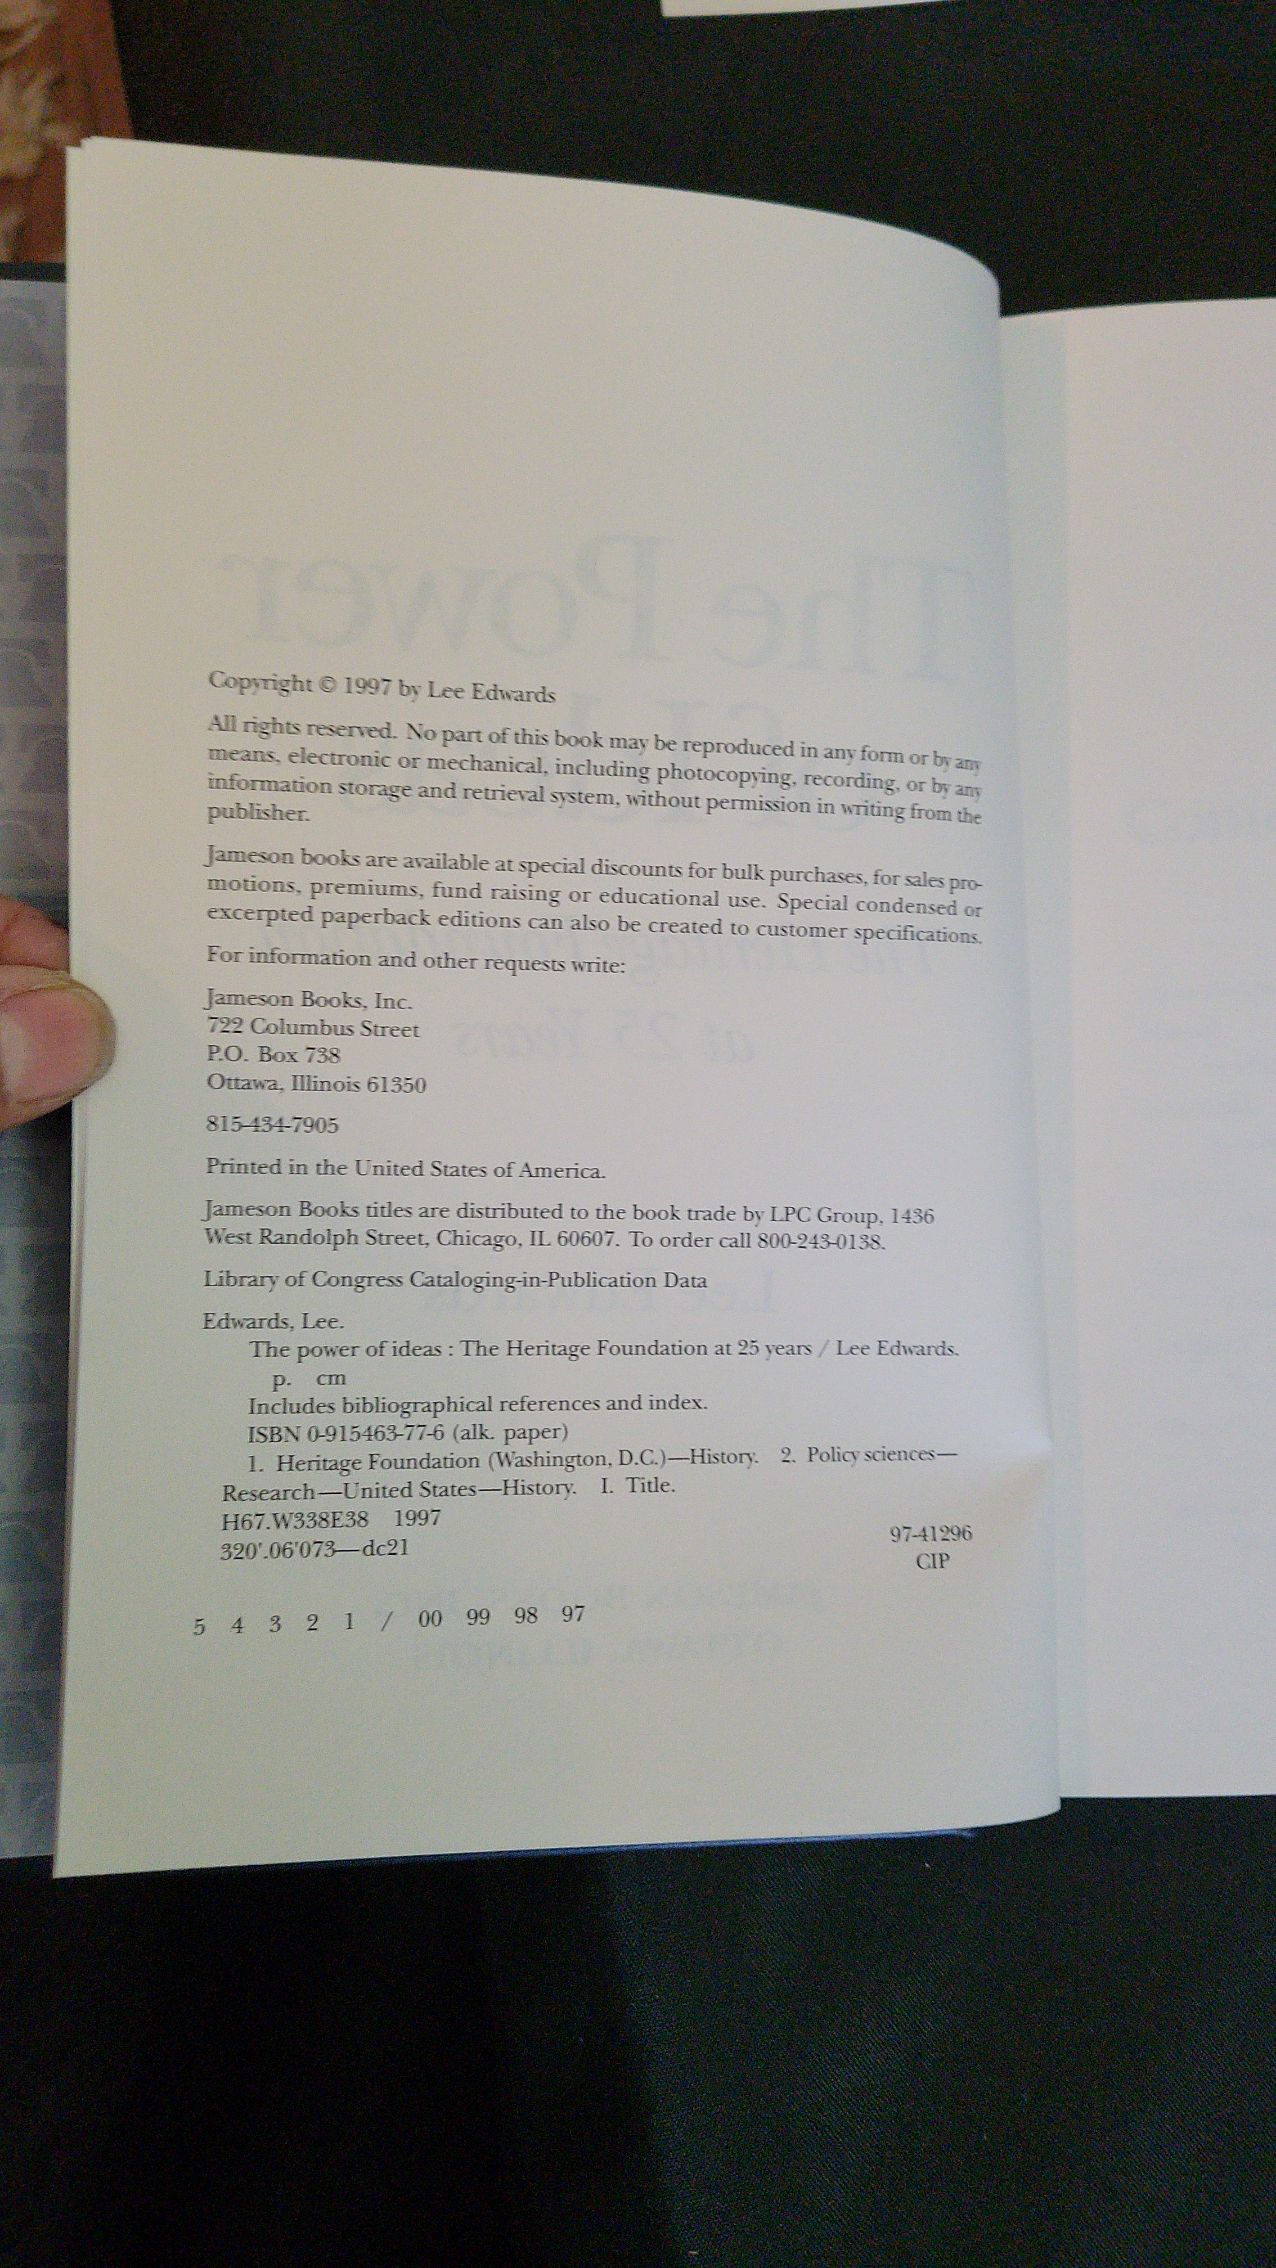 Copyright © 1997 by Lee Edwards
All rights reserved. No part of this book may be reproduced in any form or by any
means, electronic or mechanical, including photocopying, recording, or by any
information storage and retrieval system, without permission in writing from the
publisher.
Jameson books are available at special discounts for bulk purchases, for sales pro-
motions, premiums, fund raising or educational use. Special condensed or
excerpted paperback editions can also be created to customer specifications.
For information and other requests write:
Jameson Books, Inc.
722 Columbus Street
P.O. Box 738
Ottawa, Illinois 61350
815-434-7905
Printed in the United States of America.
Jameson Books titles are distributed to the book trade by LPC Group, 1436
West Randolph Street, Chicago, IL 60607. To order call 800-243-0138.
Library of Congress Cataloging-in-Publication Data
Edwards, Lee.
The power of ideas : The Heritage Foundation at 25 years / Lee Edwards.
p. cm
Includes bibliographical references and index.
ISBN 0-915463-77-6 (alk. paper)
1. Heritage Foundation (Washington, D.C.)—History. 2. Policy sciences—
Research—United States—History. I. Title.
H67.W338E38 1997
320'.06'073—dc21
97-41296
CIP
5 4 3 2 1 / 00 99 98 97